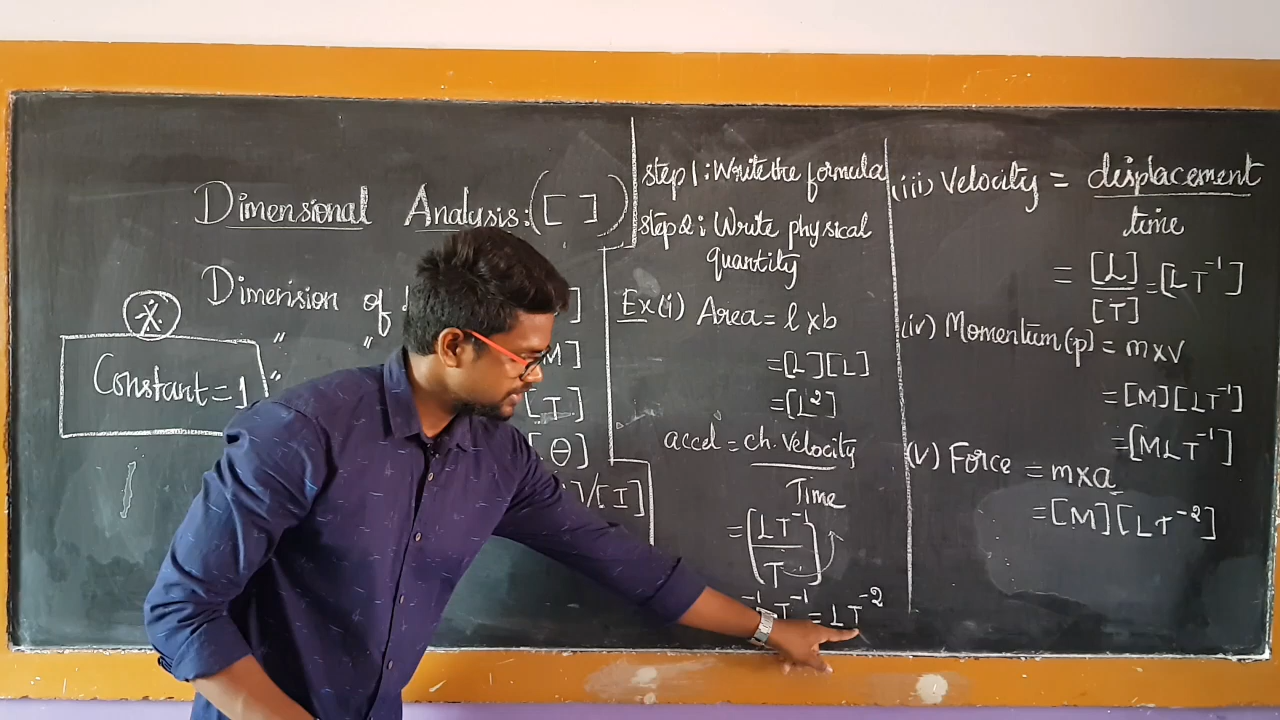 Dimensional Analysis: ([ ])
Dimension of
"
"
M]
[T]
[θ]
]/[I]
*
Constant = 1
step 1: Write the formula
step 2: Write physical
quantity
Ex (i) Area = l x b
= [L][L]
= [L²]
accel = ch. velocity
Time
= (LT⁻¹
T)
⁻¹ T⁻¹ = LT⁻²
(iii) Velocity = displacement
time
= [L] = [LT⁻¹]
[T]
(iv) Momentum (p) = m x v
= [M][LT⁻¹]
= [MLT⁻¹]
(v) Force = m x a
= [M][LT⁻²]